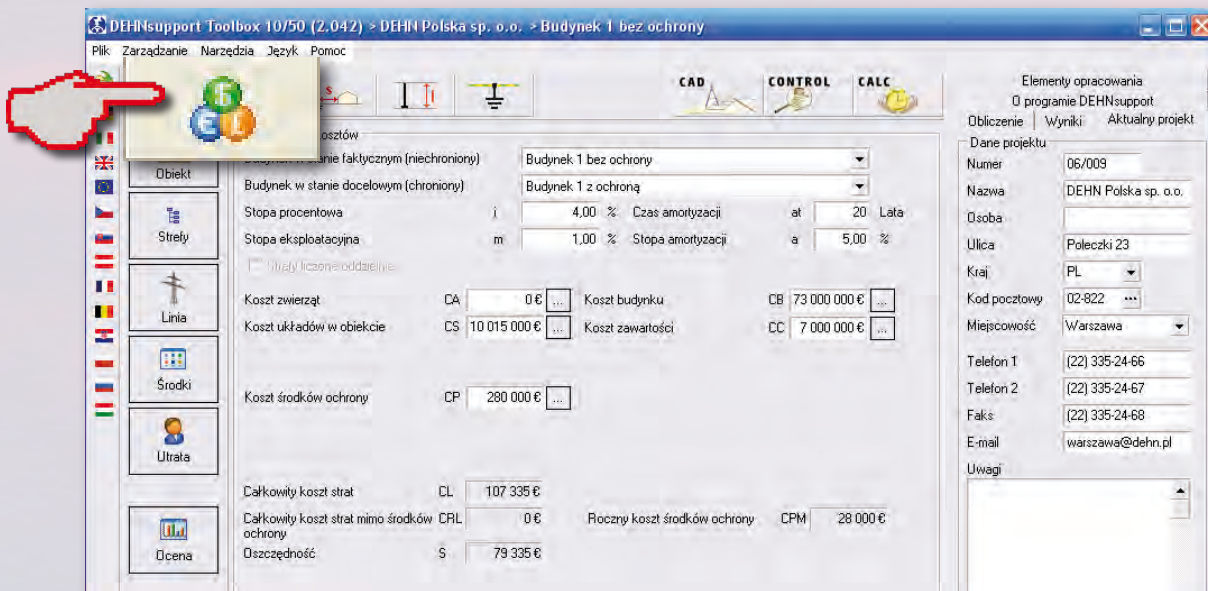 DEHNsupport Toolbox 10/50 (2.042) > DEHN Polska sp. o.o. > Budynek 1 bez ochrony
Plik Zarządzanie Narzędzia Język Pomoc
CAD CONTROL CALC
Elementy opracowania
O programie DEHNsupport
Obliczenie Wyniki Aktualny projekt
Obiekt
Strefy
Linia
Środki
Utrata
Ocena
Budynek w stanie faktycznym (niechroniony) Budynek 1 bez ochrony
Budynek w stanie docelowym (chroniony) Budynek 1 z ochroną
Stopa procentowa i 4,00 % Czas amortyzacji at 20 Lata
Stopa eksploatacyjna m 1,00 % Stopa amortyzacji a 5,00 %
Straty liczone oddzielnie
Koszt zwierząt CA 0 € ... Koszt budynku CB 73 000 000 € ...
Koszt układów w obiekcie CS 10 015 000 € ... Koszt zawartości CC 7 000 000 € ...
Koszt środków ochrony CP 280 000 € ...
Całkowity koszt strat CL 107 335 €
Całkowity koszt strat mimo środków ochrony CRL 0 € Roczny koszt środków ochrony CPM 28 000 €
Oszczędność S 79 335 €
Dane projektu
Numer 06/009
Nazwa DEHN Polska sp. o.o.
Osoba
Ulica Poleczki 23
Kraj PL
Kod pocztowy 02-822 ...
Miejscowość Warszawa
Telefon 1 (22) 335-24-66
Telefon 2 (22) 335-24-67
Faks (22) 335-24-68
E-mail warszawa@dehn.pl
Uwagi